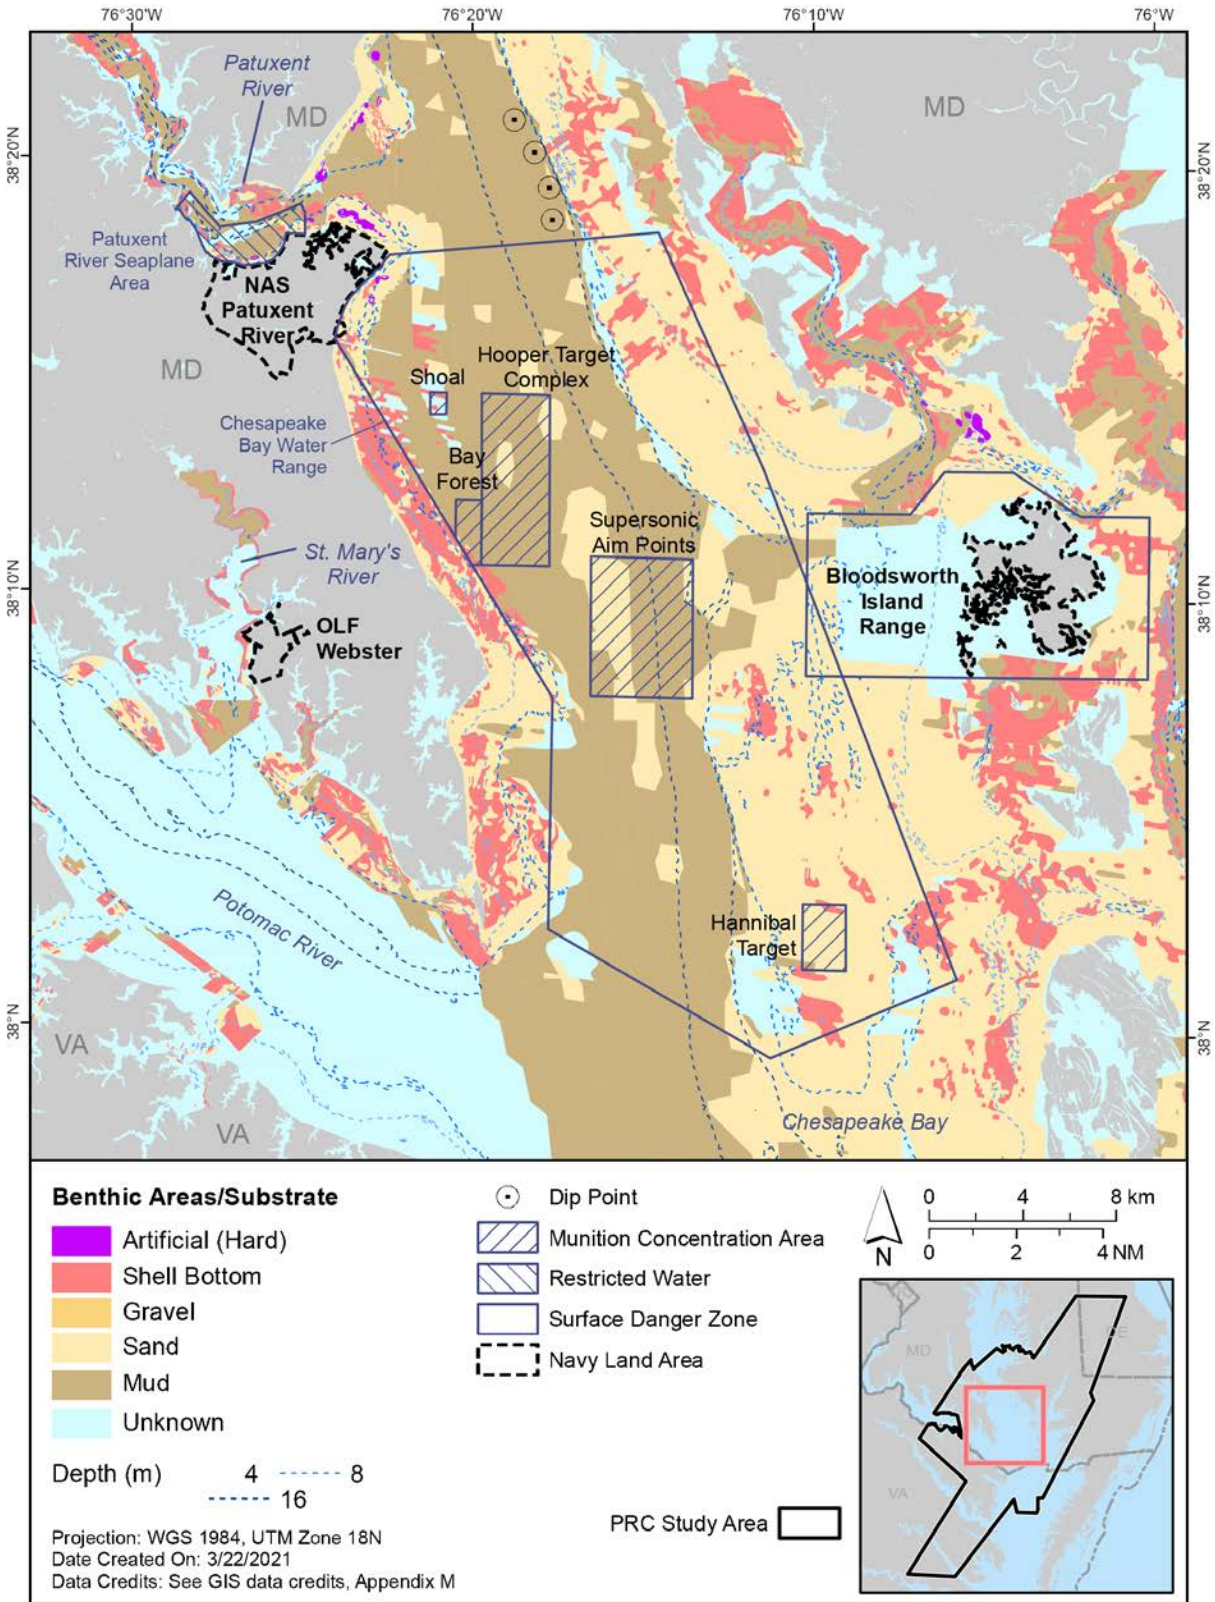 76°30'W
76°20'W
76°10'W
76°W
38°20'N
38°20'N
Patuxent
River
MD
MD
Patuxent
River Seaplane
Area
NAS
Patuxent
River
MD
Hooper Target
Complex
Shoal
Chesapeake
Bay Water
Range
Bay
Forest
Supersonic
Aim Points
St. Mary's
River
Bloodsworth
Island
Range
38°10'N
38°10'N
OLF
Webster
Potomac River
Hannibal
Target
38°N
38°N
VA
VA
Chesapeake Bay
Benthic Areas/Substrate
Artificial (Hard)
Shell Bottom
Gravel
Sand
Mud
Unknown
Depth (m)
4
8
16
Projection: WGS 1984, UTM Zone 18N
Date Created On: 3/22/2021
Data Credits: See GIS data credits, Appendix M
Dip Point
Munition Concentration Area
Restricted Water
Surface Danger Zone
Navy Land Area
PRC Study Area
N
0 4 8 km
0 2 4 NM
MD
DE
VA